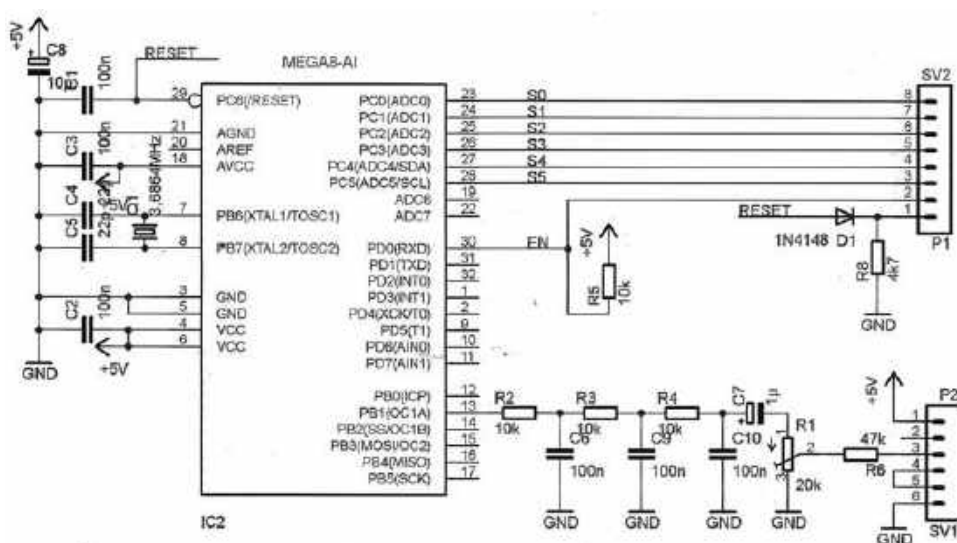 +5V
C8
10µ
C1
100n
RESET
MEGA8-AI
29
PC6(/RESET)
21
AGND
20
AREF
18
AVCC
C3
100n
+5V
C4
22p
C5
22p
3,6864MHz
7
PB6(XTAL1/TOSC1)
8
PB7(XTAL2/TOSC2)
3
GND
5
GND
4
VCC
6
VCC
C2
100n
+5V
GND
PC0(ADC0)
23
S0
PC1(ADC1)
24
S1
PC2(ADC2)
25
S2
PC3(ADC3)
26
S3
PC4(ADC4/SDA)
27
S4
PC5(ADC5/SCL)
28
S5
ADC6
19
ADC7
22
PD0(RXD)
30
EN
PD1(TXD)
31
PD2(INT0)
32
PD3(INT1)
1
PD4(XCK/T0)
2
PD5(T1)
9
PD6(AIN0)
10
PD7(AIN1)
11
PB0(ICP)
12
PB1(OC1A)
13
PB2(SS/OC1B)
14
PB3(MOSI/OC2)
15
PB4(MISO)
16
PB5(SCK)
17
IC2
+5V
R5
10k
RESET
1N4148 D1
R8
4k7
GND
SV2
8
7
6
5
4
3
2
1
P1
R2
10k
R3
10k
R4
10k
C7
1µ
C6
100n
C9
100n
C10
100n
GND
GND
GND
R1
1
2
3
20k
GND
47k
R6
+5V
P2
1
2
3
4
5
6
SV1
GND